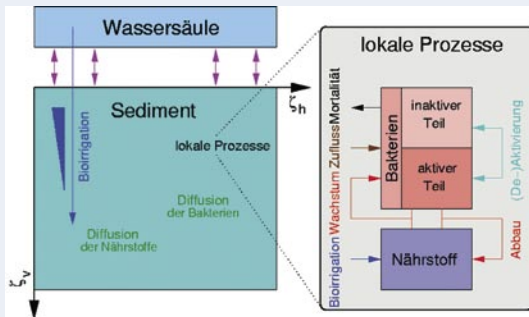 Wassersäule
ζh
Sediment
Bioirrigation
lokale Prozesse
Diffusion
der Bakterien
Diffusion
der Nährstoffe
ζv
lokale Prozesse
Mortalität
Zufluss
Wachstum
Bioirrigation
Bakterien
inaktiver
Teil
aktiver
Teil
Nährstoff
(De-)Aktivierung
Abbau